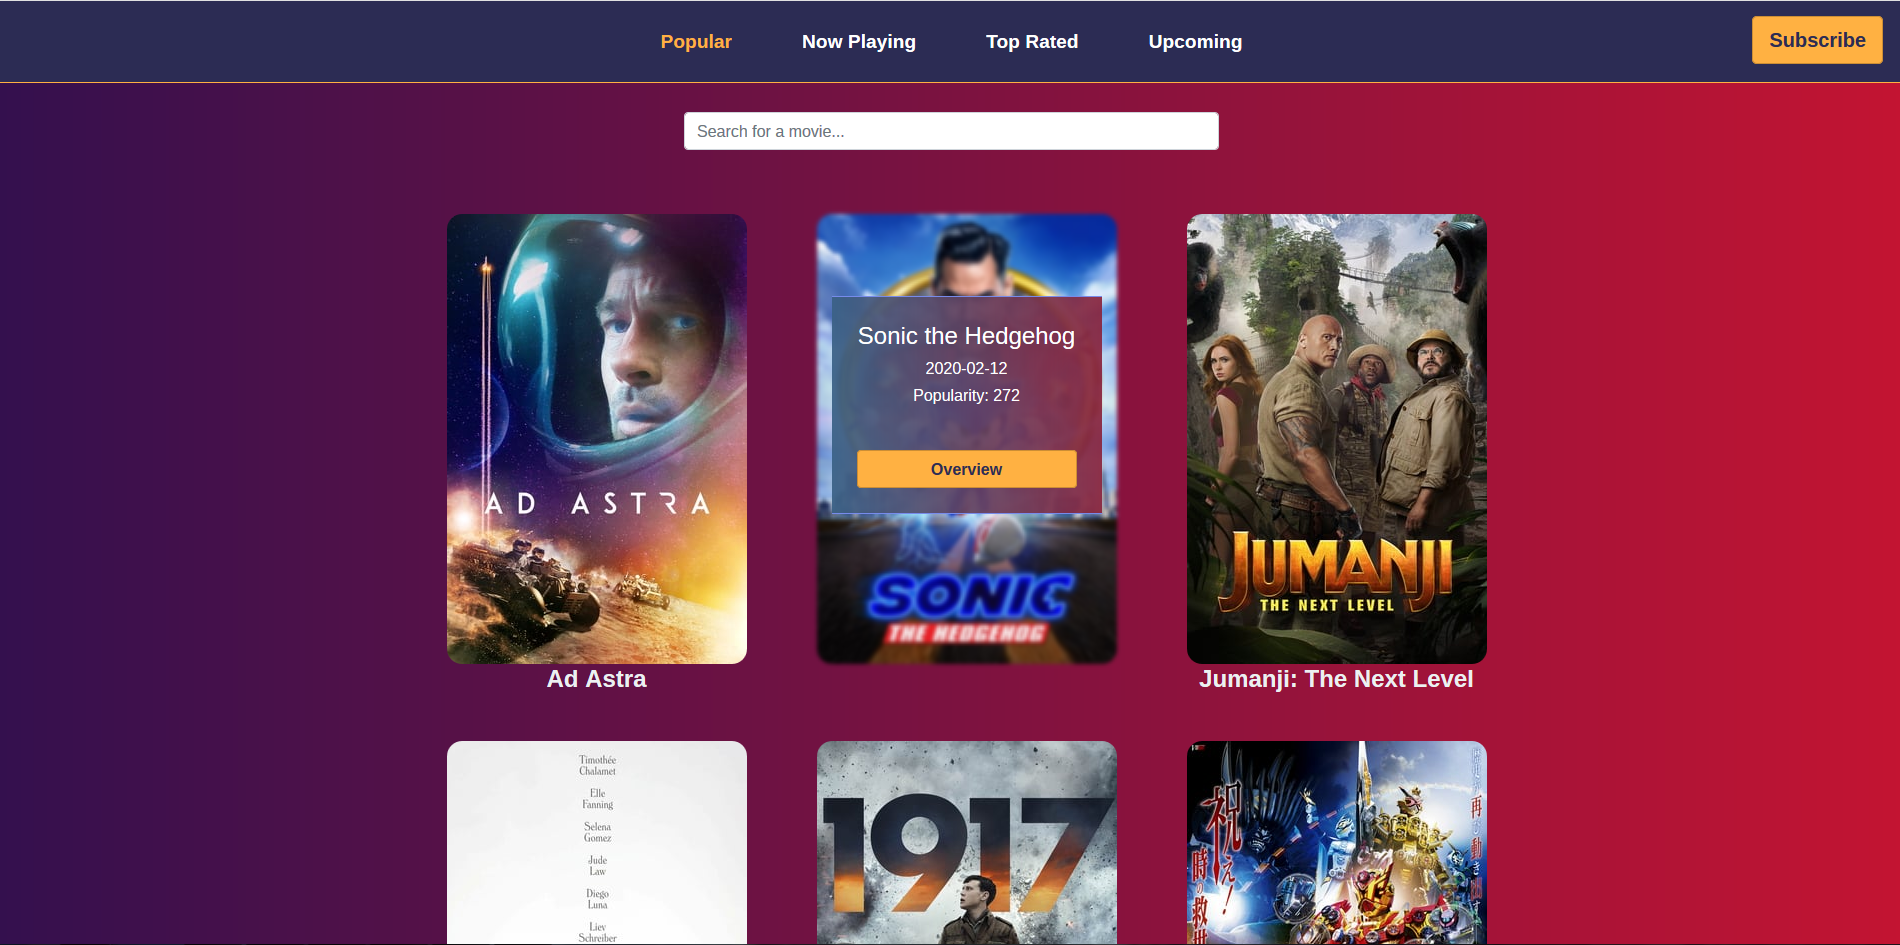 Popular
Now Playing
Top Rated
Upcoming
Subscribe
Search for a movie...
AD ASTRA
Sonic the Hedgehog
2020-02-12
Popularity: 272
Overview
SONIC
THE HEDGEHOG
JUMANJI
THE NEXT LEVEL
Ad Astra
Jumanji: The Next Level
Timothée
Chalamet
Elle
Fanning
Selena
Gomez
Jude
Law
Diego
Luna
Liev
Schreiber
1917
祝え!
時の救
再び動き出す